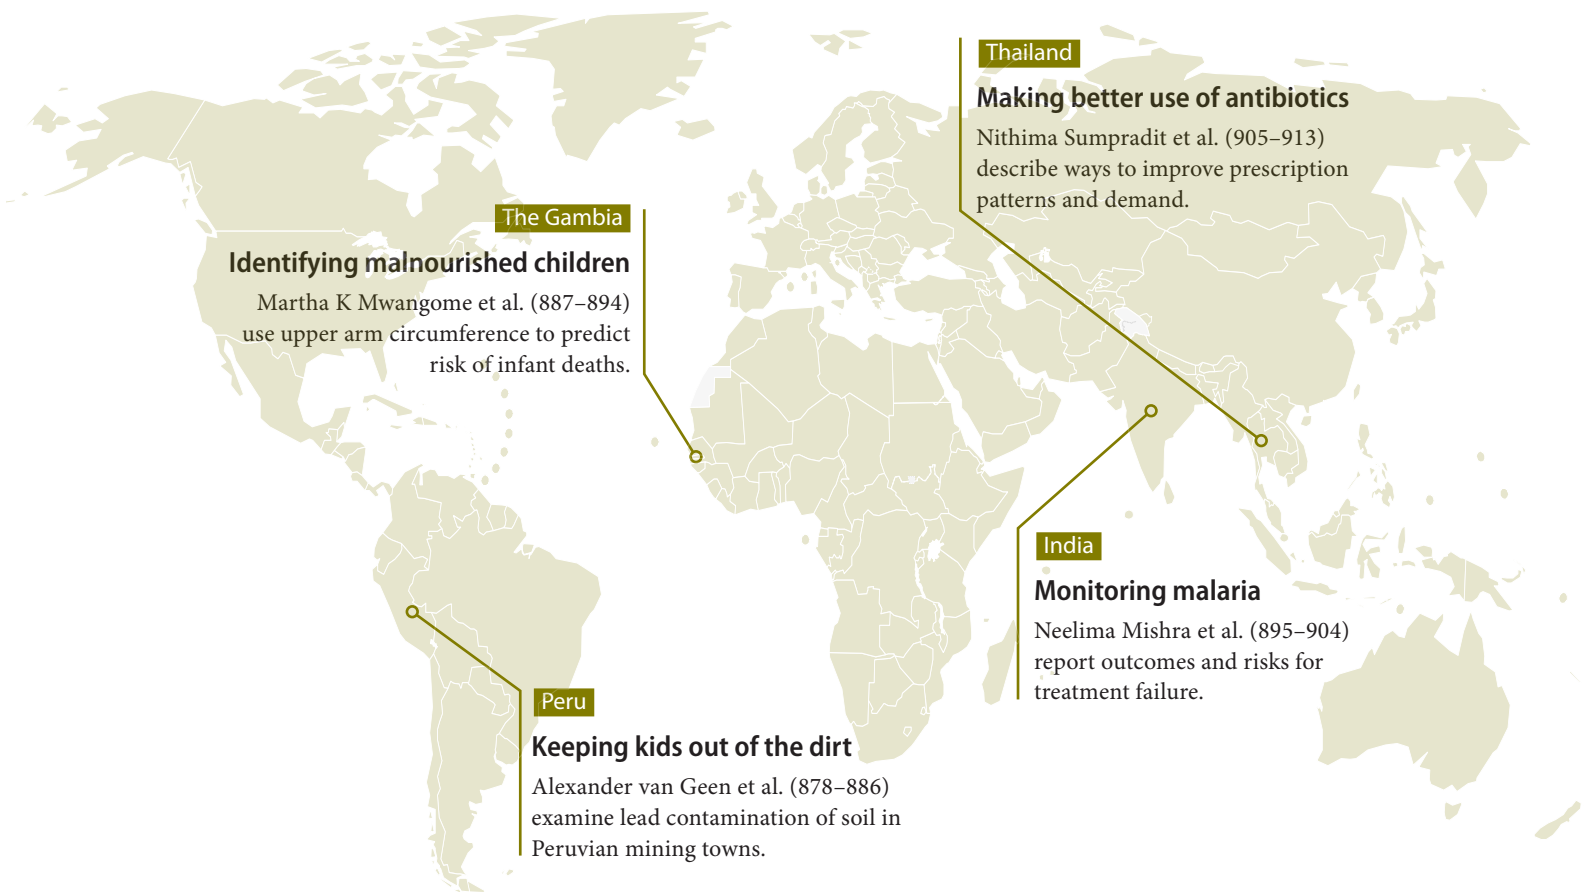 Thailand
Making better use of antibiotics
Nithima Sumpradit et al. (905–913)
describe ways to improve prescription
patterns and demand.
The Gambia
Identifying malnourished children
Martha K Mwangome et al. (887–894)
use upper arm circumference to predict
risk of infant deaths.
India
Monitoring malaria
Neelima Mishra et al. (895–904)
report outcomes and risks for
treatment failure.
Peru
Keeping kids out of the dirt
Alexander van Geen et al. (878–886)
examine lead contamination of soil in
Peruvian mining towns.